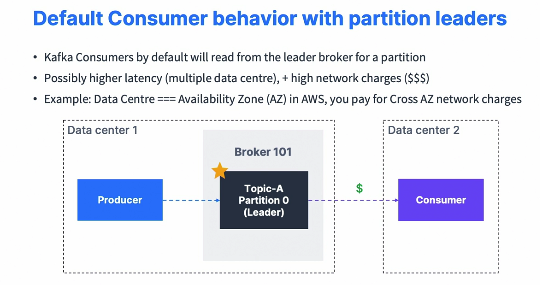 Default Consumer behavior with partition leaders
• Kafka Consumers by default will read from the leader broker for a partition
• Possibly higher latency (multiple data centre), + high network charges ($$$)
• Example: Data Centre === Availability Zone (AZ) in AWS, you pay for Cross AZ network charges
Data center 1
Data center 2
Broker 101
Producer
Topic-A
Partition 0
(Leader)
$
Consumer